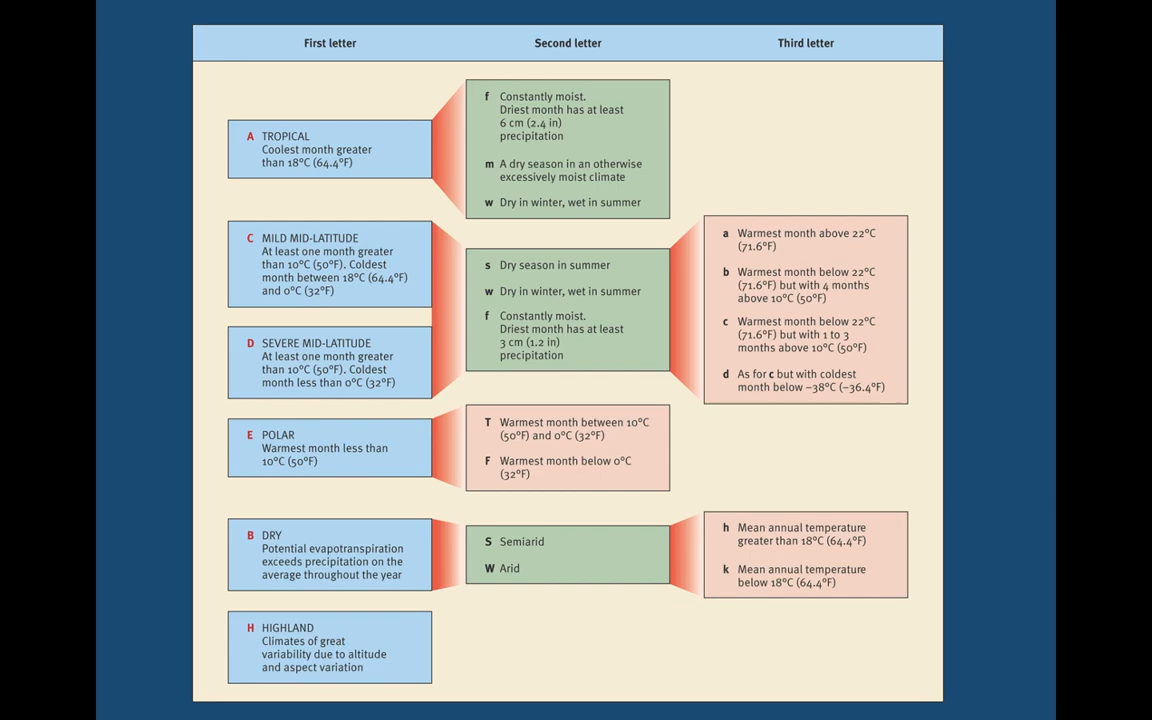 First letter
Second letter
Third letter
A TROPICAL
Coolest month greater
than 18°C (64.4°F)
f Constantly moist.
Driest month has at least
6 cm (2.4 in)
precipitation
m A dry season in an otherwise
excessively moist climate
w Dry in winter, wet in summer
C MILD MID-LATITUDE
At least one month greater
than 10°C (50°F). Coldest
month between 18°C (64.4°F)
and 0°C (32°F)
D SEVERE MID-LATITUDE
At least one month greater
than 10°C (50°F). Coldest
month less than 0°C (32°F)
s Dry season in summer
w Dry in winter, wet in summer
f Constantly moist.
Driest month has at least
3 cm (1.2 in)
precipitation
a Warmest month above 22°C
(71.6°F)
b Warmest month below 22°C
(71.6°F) but with 4 months
above 10°C (50°F)
c Warmest month below 22°C
(71.6°F) but with 1 to 3
months above 10°C (50°F)
d As for c but with coldest
month below –38°C (–36.4°F)
E POLAR
Warmest month less than
10°C (50°F)
T Warmest month between 10°C
(50°F) and 0°C (32°F)
F Warmest month below 0°C
(32°F)
B DRY
Potential evapotranspiration
exceeds precipitation on the
average throughout the year
S Semiarid
W Arid
h Mean annual temperature
greater than 18°C (64.4°F)
k Mean annual temperature
below 18°C (64.4°F)
H HIGHLAND
Climates of great
variability due to altitude
and aspect variation